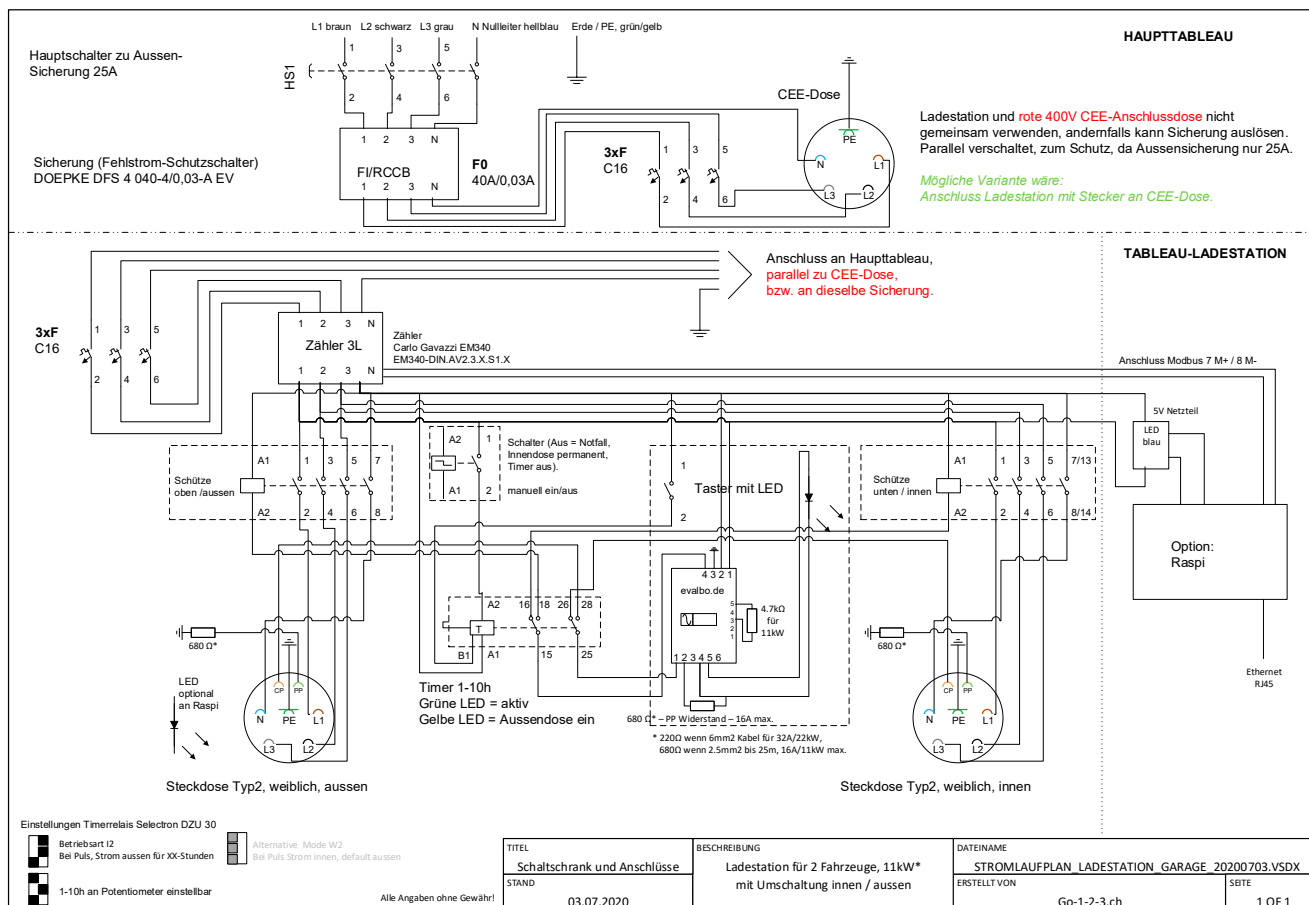 L1 braun L2 schwarz L3 grau N Nullleiter hellblau Erde / PE, grün/gelb
HAUPTTABLEAU
Hauptschalter zu Aussen-
Sicherung 25A
HS1
1 3 5
2 4 6
CEE-Dose
Ladestation und rote 400V CEE-Anschlussdose nicht
gemeinsam verwenden, andernfalls kann Sicherung auslösen.
Parallel verschaltet, zum Schutz, da Aussensicherung nur 25A.
Mögliche Variante wäre:
Anschluss Ladestation mit Stecker an CEE-Dose.
Sicherung (Fehlstrom-Schutzschalter)
DOEPKE DFS 4 040-4/0,03-A EV
1 2 3 N
FI/RCCB
1 2 3 N
F0
40A/0,03A
3xF
C16
1 3 5
2 4 6
PE
N L1
L3 L2
TABLEAU-LADESTATION
Anschluss an Haupttableau,
parallel zu CEE-Dose,
bzw. an dieselbe Sicherung.
3xF
C16
1 3 5
2 4 6
1 2 3 N
Zähler 3L
1 2 3 N
Zähler
Carlo Gavazzi EM340
EM340-DIN.AV2.3.X.S1.X
Anschluss Modbus 7 M+ / 8 M-
5V Netzteil
LED
blau
A1 1 3 5 7
Schütze
oben /aussen
A2 2 4 6 8
A2 1
A1 2
Schalter (Aus = Notfall,
Innendose permanent,
Timer aus).
manuell ein/aus
1
Taster mit LED
2
A1 1 3 5 7/13
Schütze
unten / innen
A2 2 4 6 8/14
Option:
Raspi
4 3 2 1
evalbo.de
5
4
3
2
1
4.7kΩ
für
11kW
1 2 3 4 5 6
A2 16 18 26 28
T
B1 A1 15 25
Timer 1-10h
Grüne LED = aktiv
Gelbe LED = Aussendose ein
680 Ω* – PP Widerstand – 16A max.
* 220Ω wenn 6mm2 Kabel für 32A/22kW,
680Ω wenn 2.5mm2 bis 25m, 16A/11kW max.
680 Ω*
LED
optional
an Raspi
CP PP
N PE L1
L3 L2
Steckdose Typ2, weiblich, aussen
680 Ω*
CP PP
N PE L1
L3 L2
Steckdose Typ2, weiblich, innen
Ethernet
RJ45
Einstellungen Timerrelais Selectron DZU 30
Betriebsart I2
Bei Puls, Strom aussen für XX-Stunden
Alternative Mode W2
Bei Puls Strom innen, default aussen
1-10h an Potentiometer einstellbar
Alle Angaben ohne Gewähr!
TITEL
Schaltschrank und Anschlüsse
STAND
03.07.2020
BESCHREIBUNG
Ladestation für 2 Fahrzeuge, 11kW*
mit Umschaltung innen / aussen
DATEINAME
STROMLAUFPLAN_LADESTATION_GARAGE_20200703.VSDX
ERSTELLT VON
Go-1-2-3.ch
SEITE
1 OF 1